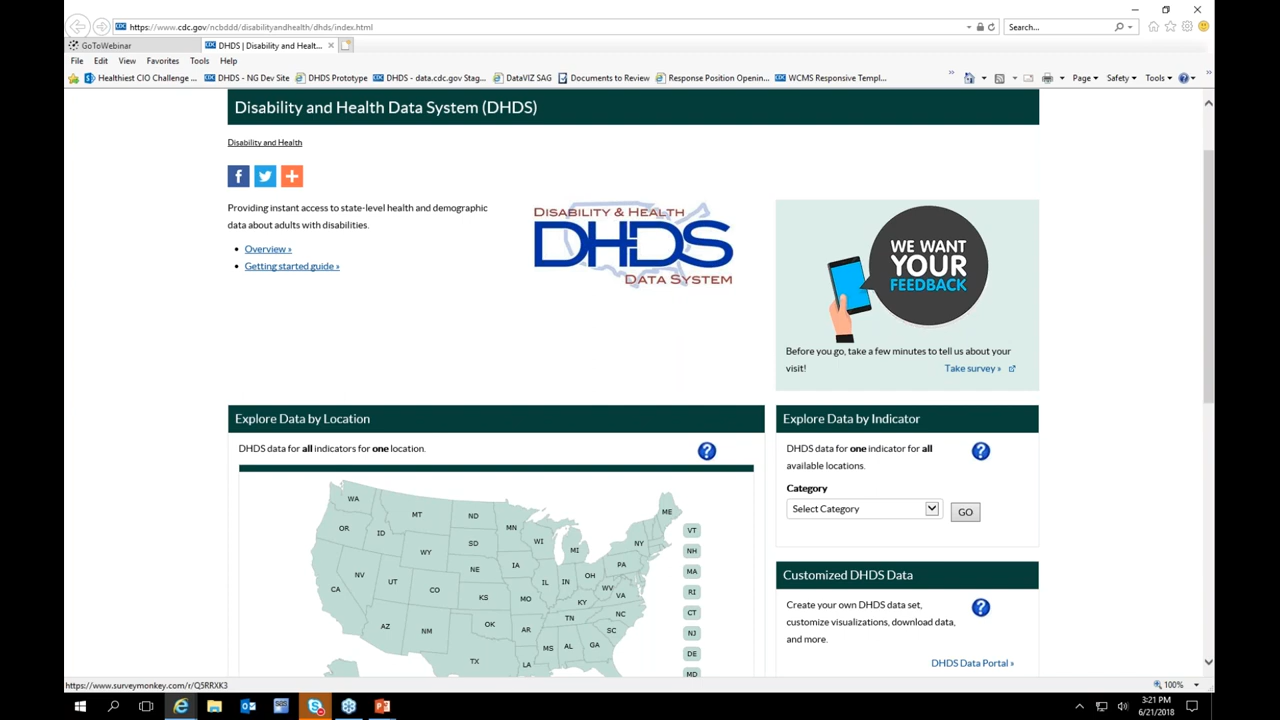 https://www.cdc.gov/ncbddd/disabilityandhealth/dhds/index.html
Search...
GoToWebinar
DHDS | Disability and Healt...
File Edit View Favorites Tools Help
Healthiest CIO Challenge ... DHDS - NG Dev Site DHDS Prototype DHDS - data.cdc.gov Stag... DataVIZ SAG Documents to Review Response Position Openin... WCMS Responsive Templ...
Page Safety Tools
Disability and Health Data System (DHDS)
Disability and Health
Providing instant access to state-level health and demographic
data about adults with disabilities.
• Overview »
• Getting started guide »
DISABILITY & HEALTH
DHDS
DATA SYSTEM
WE WANT
YOUR
FEEDBACK
Before you go, take a few minutes to tell us about your
visit! Take survey »
Explore Data by Location
DHDS data for all indicators for one location.
WA
OR
ID
MT
ND
MN
SD
WY
WI
MI
NY
ME
NV
UT
CO
NE
IA
IL
IN
OH
PA
CA
KS
MO
KY
WV
VA
AZ
NM
OK
AR
TN
NC
SC
TX
LA
MS
AL
GA
VT
NH
MA
RI
CT
NJ
DE
MD
Explore Data by Indicator
DHDS data for one indicator for all
available locations.
Category
Select Category
GO
Customized DHDS Data
Create your own DHDS data set,
customize visualizations, download data,
and more.
DHDS Data Portal »
https://www.surveymonkey.com/r/Q5RRXK3
100%
3:21 PM
6/21/2018